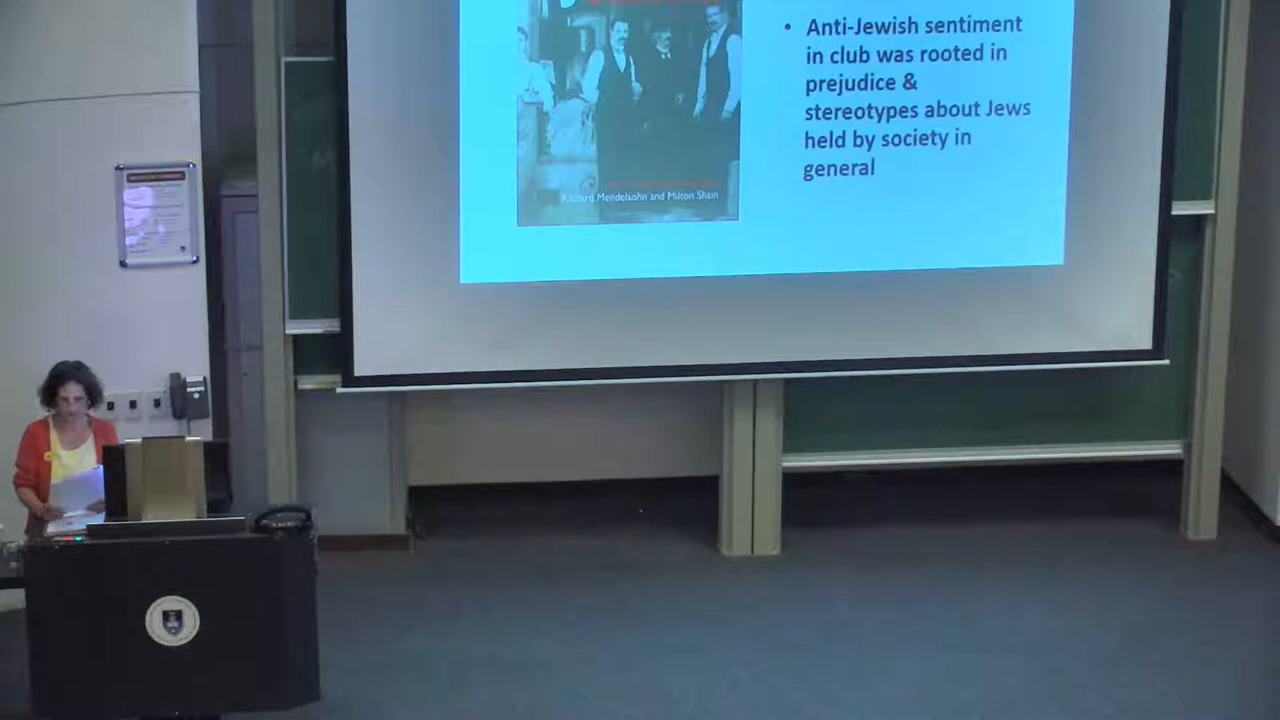 • Anti-Jewish sentiment
in club was rooted in
prejudice &
stereotypes about Jews
held by society in
general
Richard Mendelsohn and Milton Shain